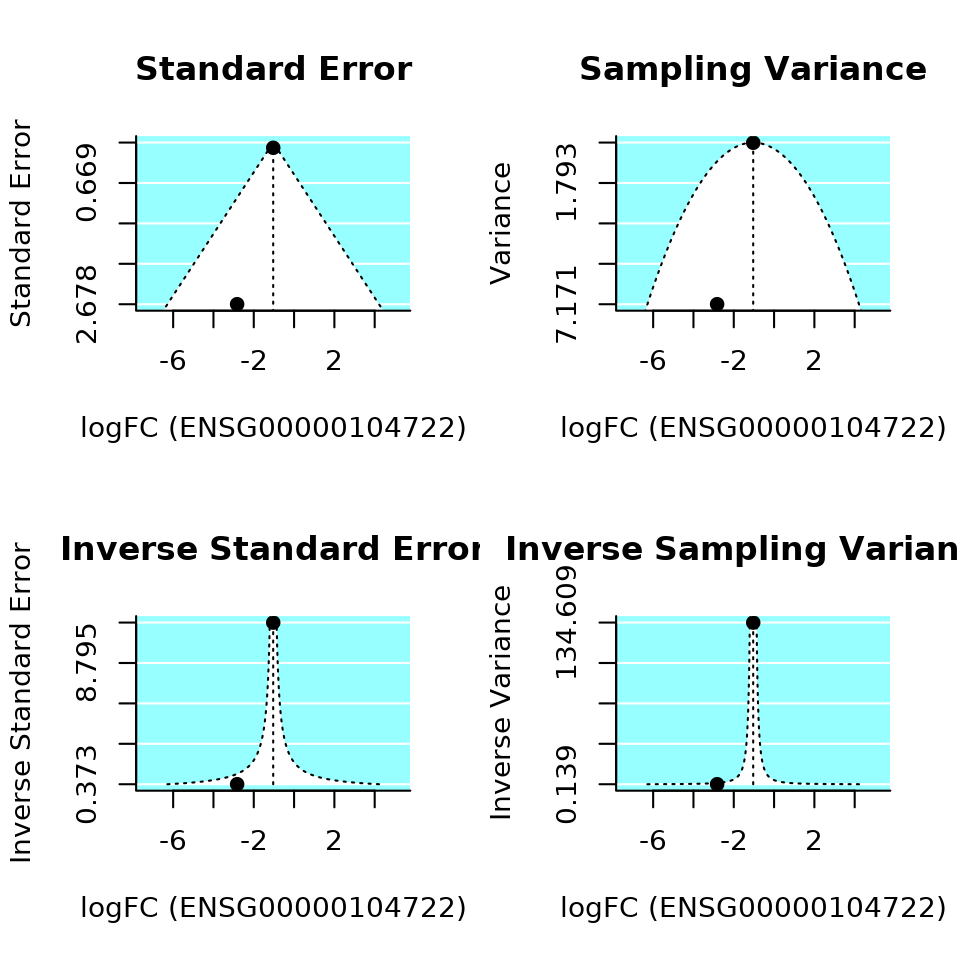 Standard Error
Standard Error
0.669
2.678
-6 -2 2
logFC (ENSG00000104722)
Sampling Variance
Variance
1.793
7.171
-6 -2 2
logFC (ENSG00000104722)
Inverse Standard Error
Inverse Standard Error
8.795
0.373
-6 -2 2
logFC (ENSG00000104722)
Inverse Sampling Varian
Inverse Variance
134.609
0.139
-6 -2 2
logFC (ENSG00000104722)